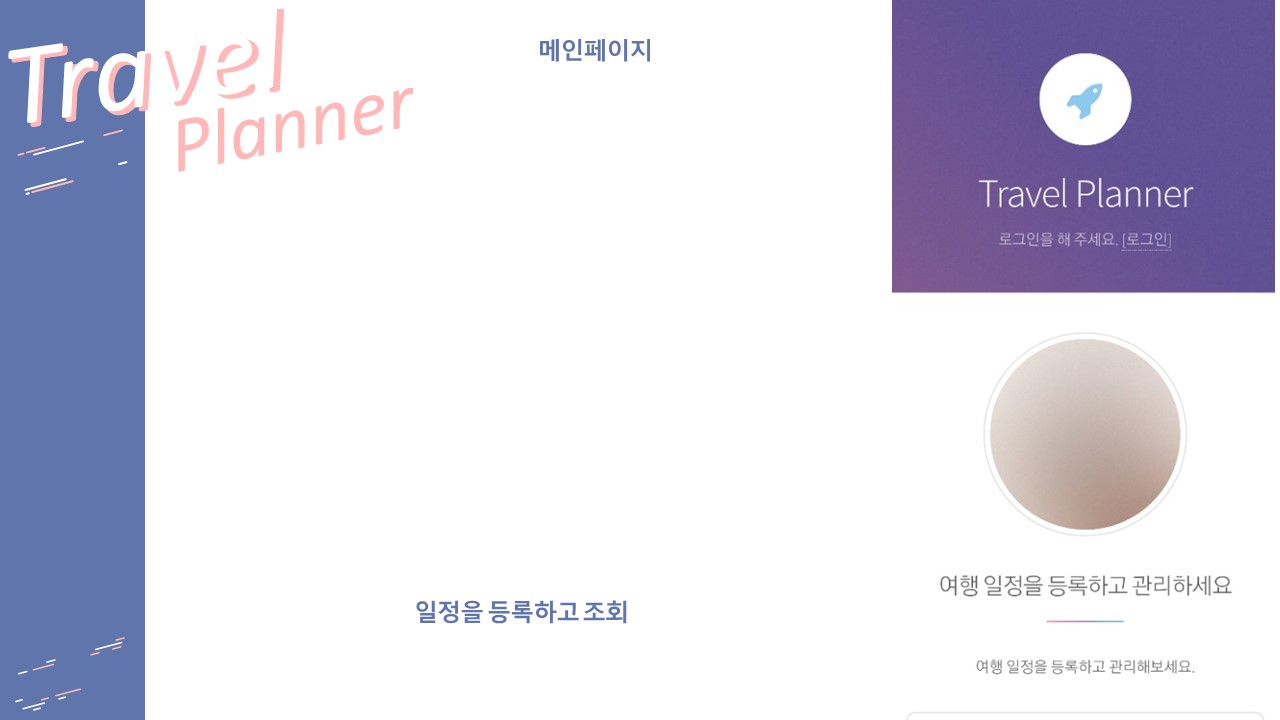 Travel
Planner
메인페이지
일정을 등록하고 조회
Travel Planner
로그인을 해 주세요. [로그인]
여행 일정을 등록하고 관리하세요
여행 일정을 등록하고 관리해보세요.